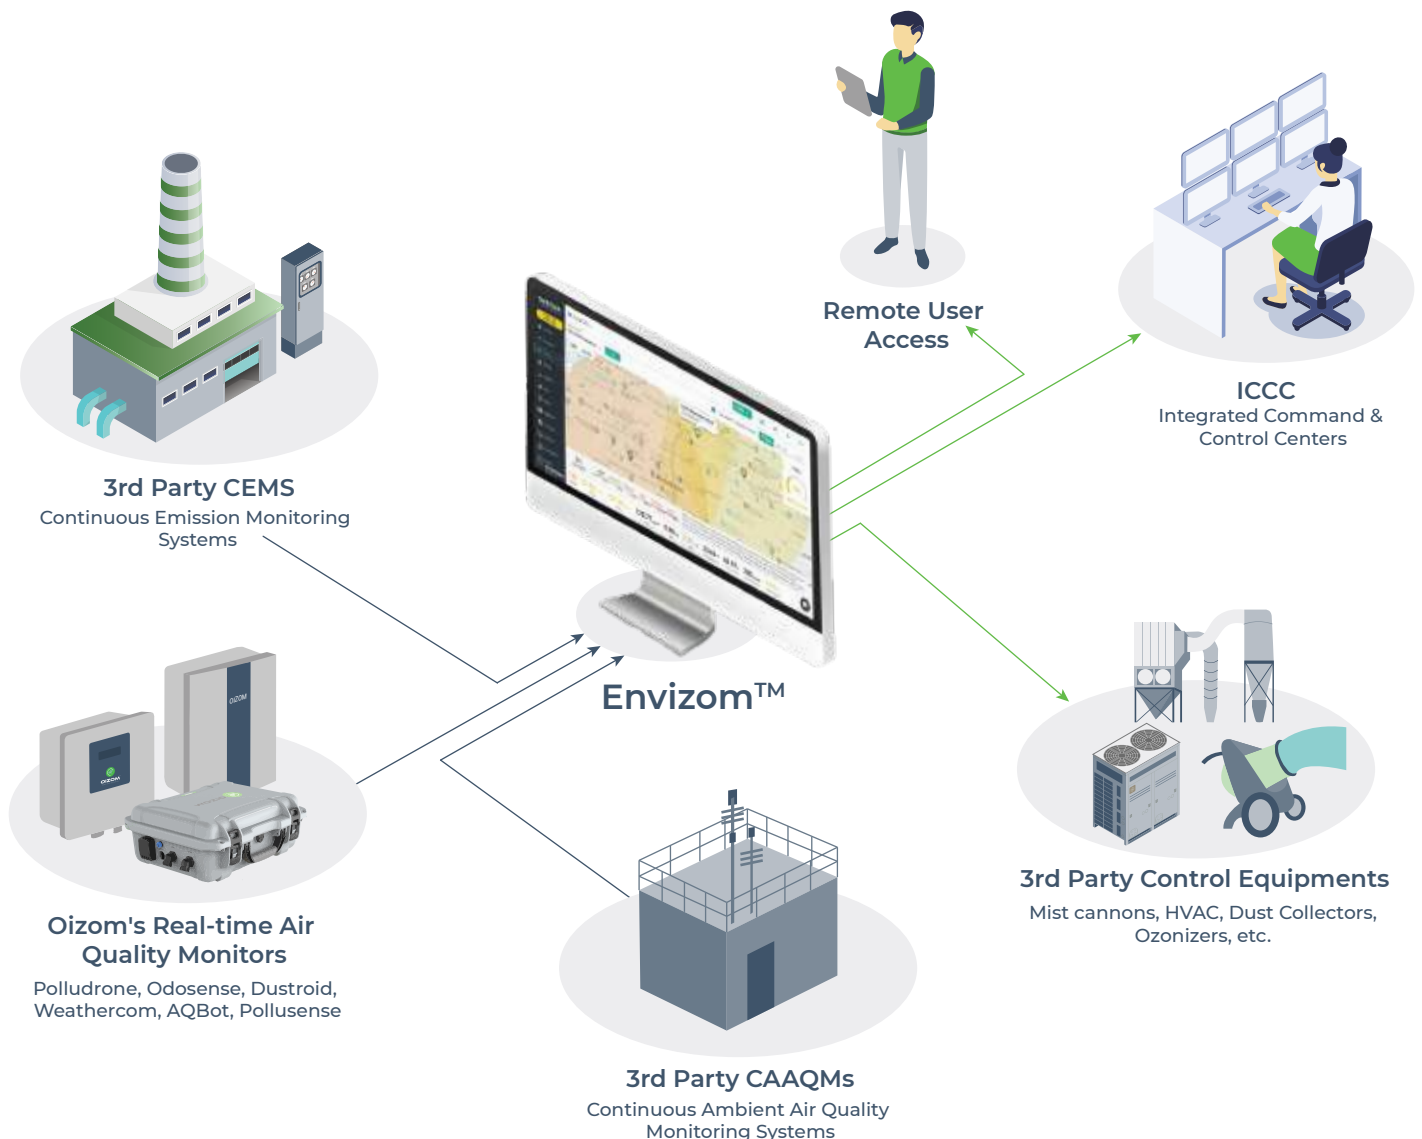 Remote User
Access
ICCC
Integrated Command &
Control Centers
3rd Party CEMS
Continuous Emission Monitoring
Systems
Envizom™
OIZOM
OIZOM
Oizom's Real-time Air
Quality Monitors
Polludrone, Odosense, Dustroid,
Weathercom, AQBot, Pollusense
3rd Party Control Equipments
Mist cannons, HVAC, Dust Collectors,
Ozonizers, etc.
3rd Party CAAQMs
Continuous Ambient Air Quality
Monitoring Systems